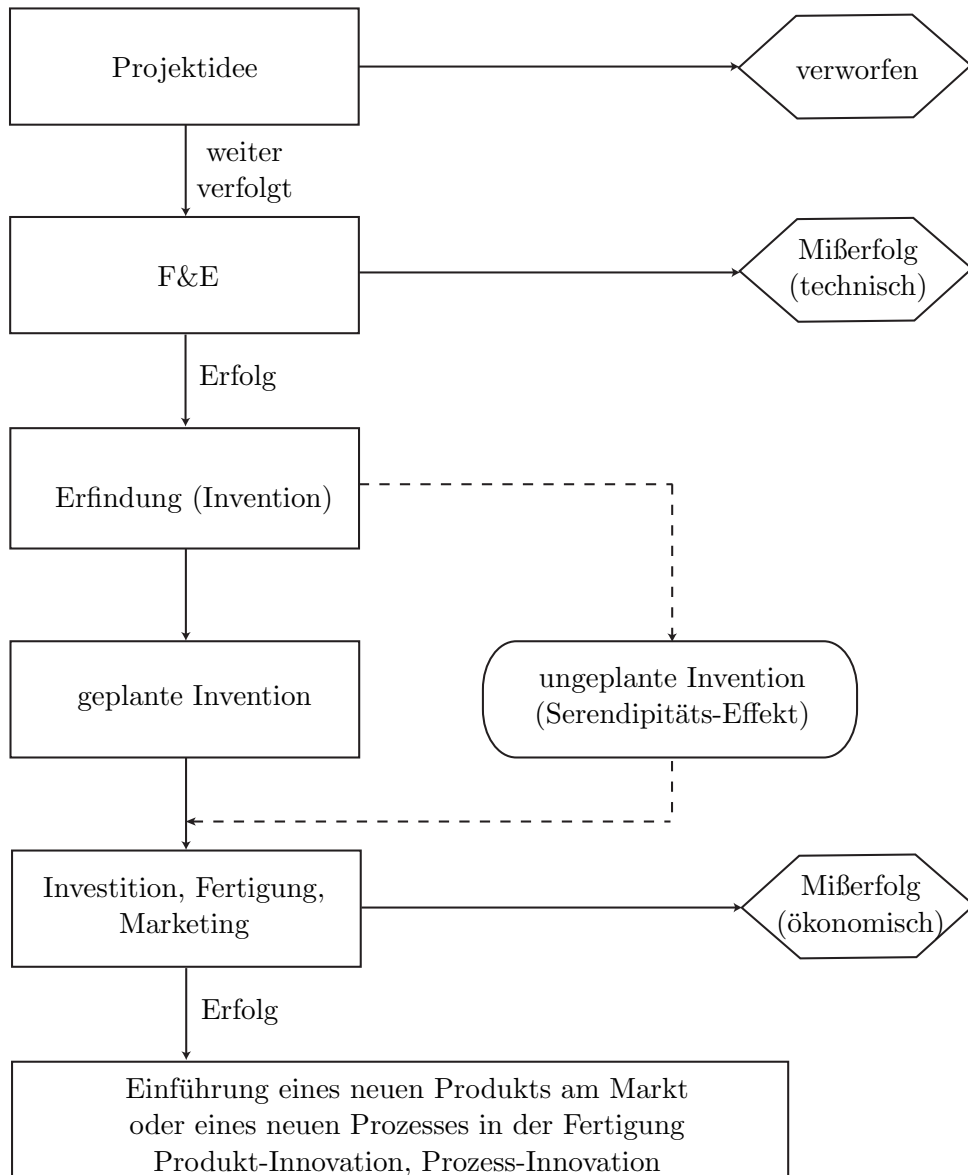 Projektidee
verworfen
weiter
verfolgt
F&E
Mißerfolg
(technisch)
Erfolg
Erfindung (Invention)
geplante Invention
ungeplante Invention
(Serendipitäts-Effekt)
Investition, Fertigung,
Marketing
Mißerfolg
(ökonomisch)
Erfolg
Einführung eines neuen Produkts am Markt
oder eines neuen Prozesses in der Fertigung
Produkt-Innovation, Prozess-Innovation